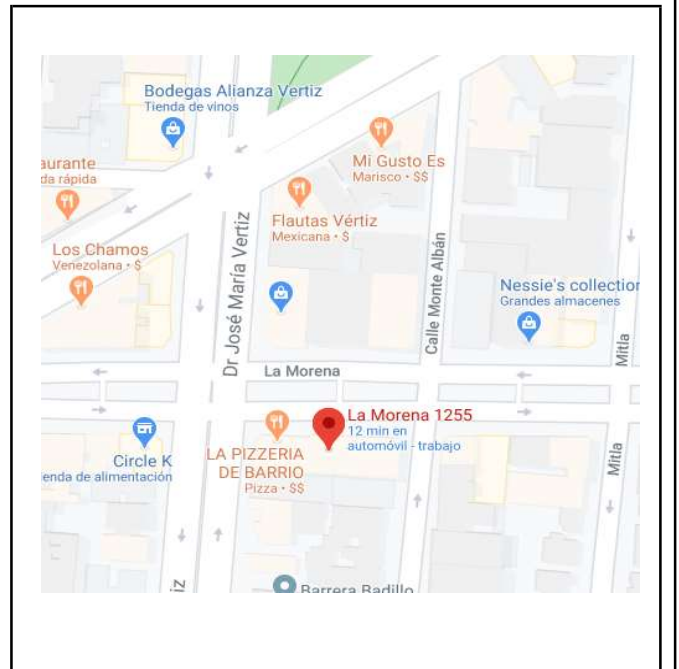 Bodegas Alianza Vertiz
Tienda de vinos
aurante
da rápida
Mi Gusto Es
Marisco • $$
Flautas Vértiz
Mexicana • $
Los Chamos
Venezolana • $
Dr José María Vertiz
Calle Monte Albán
Nessie's collection
Grandes almacenes
Mitla
La Morena
La Morena 1255
12 min en
automóvil - trabajo
LA PIZZERIA
DE BARRIO
Pizza • $$
Circle K
enda de alimentación
Mitla
iz
Barrera Badillo